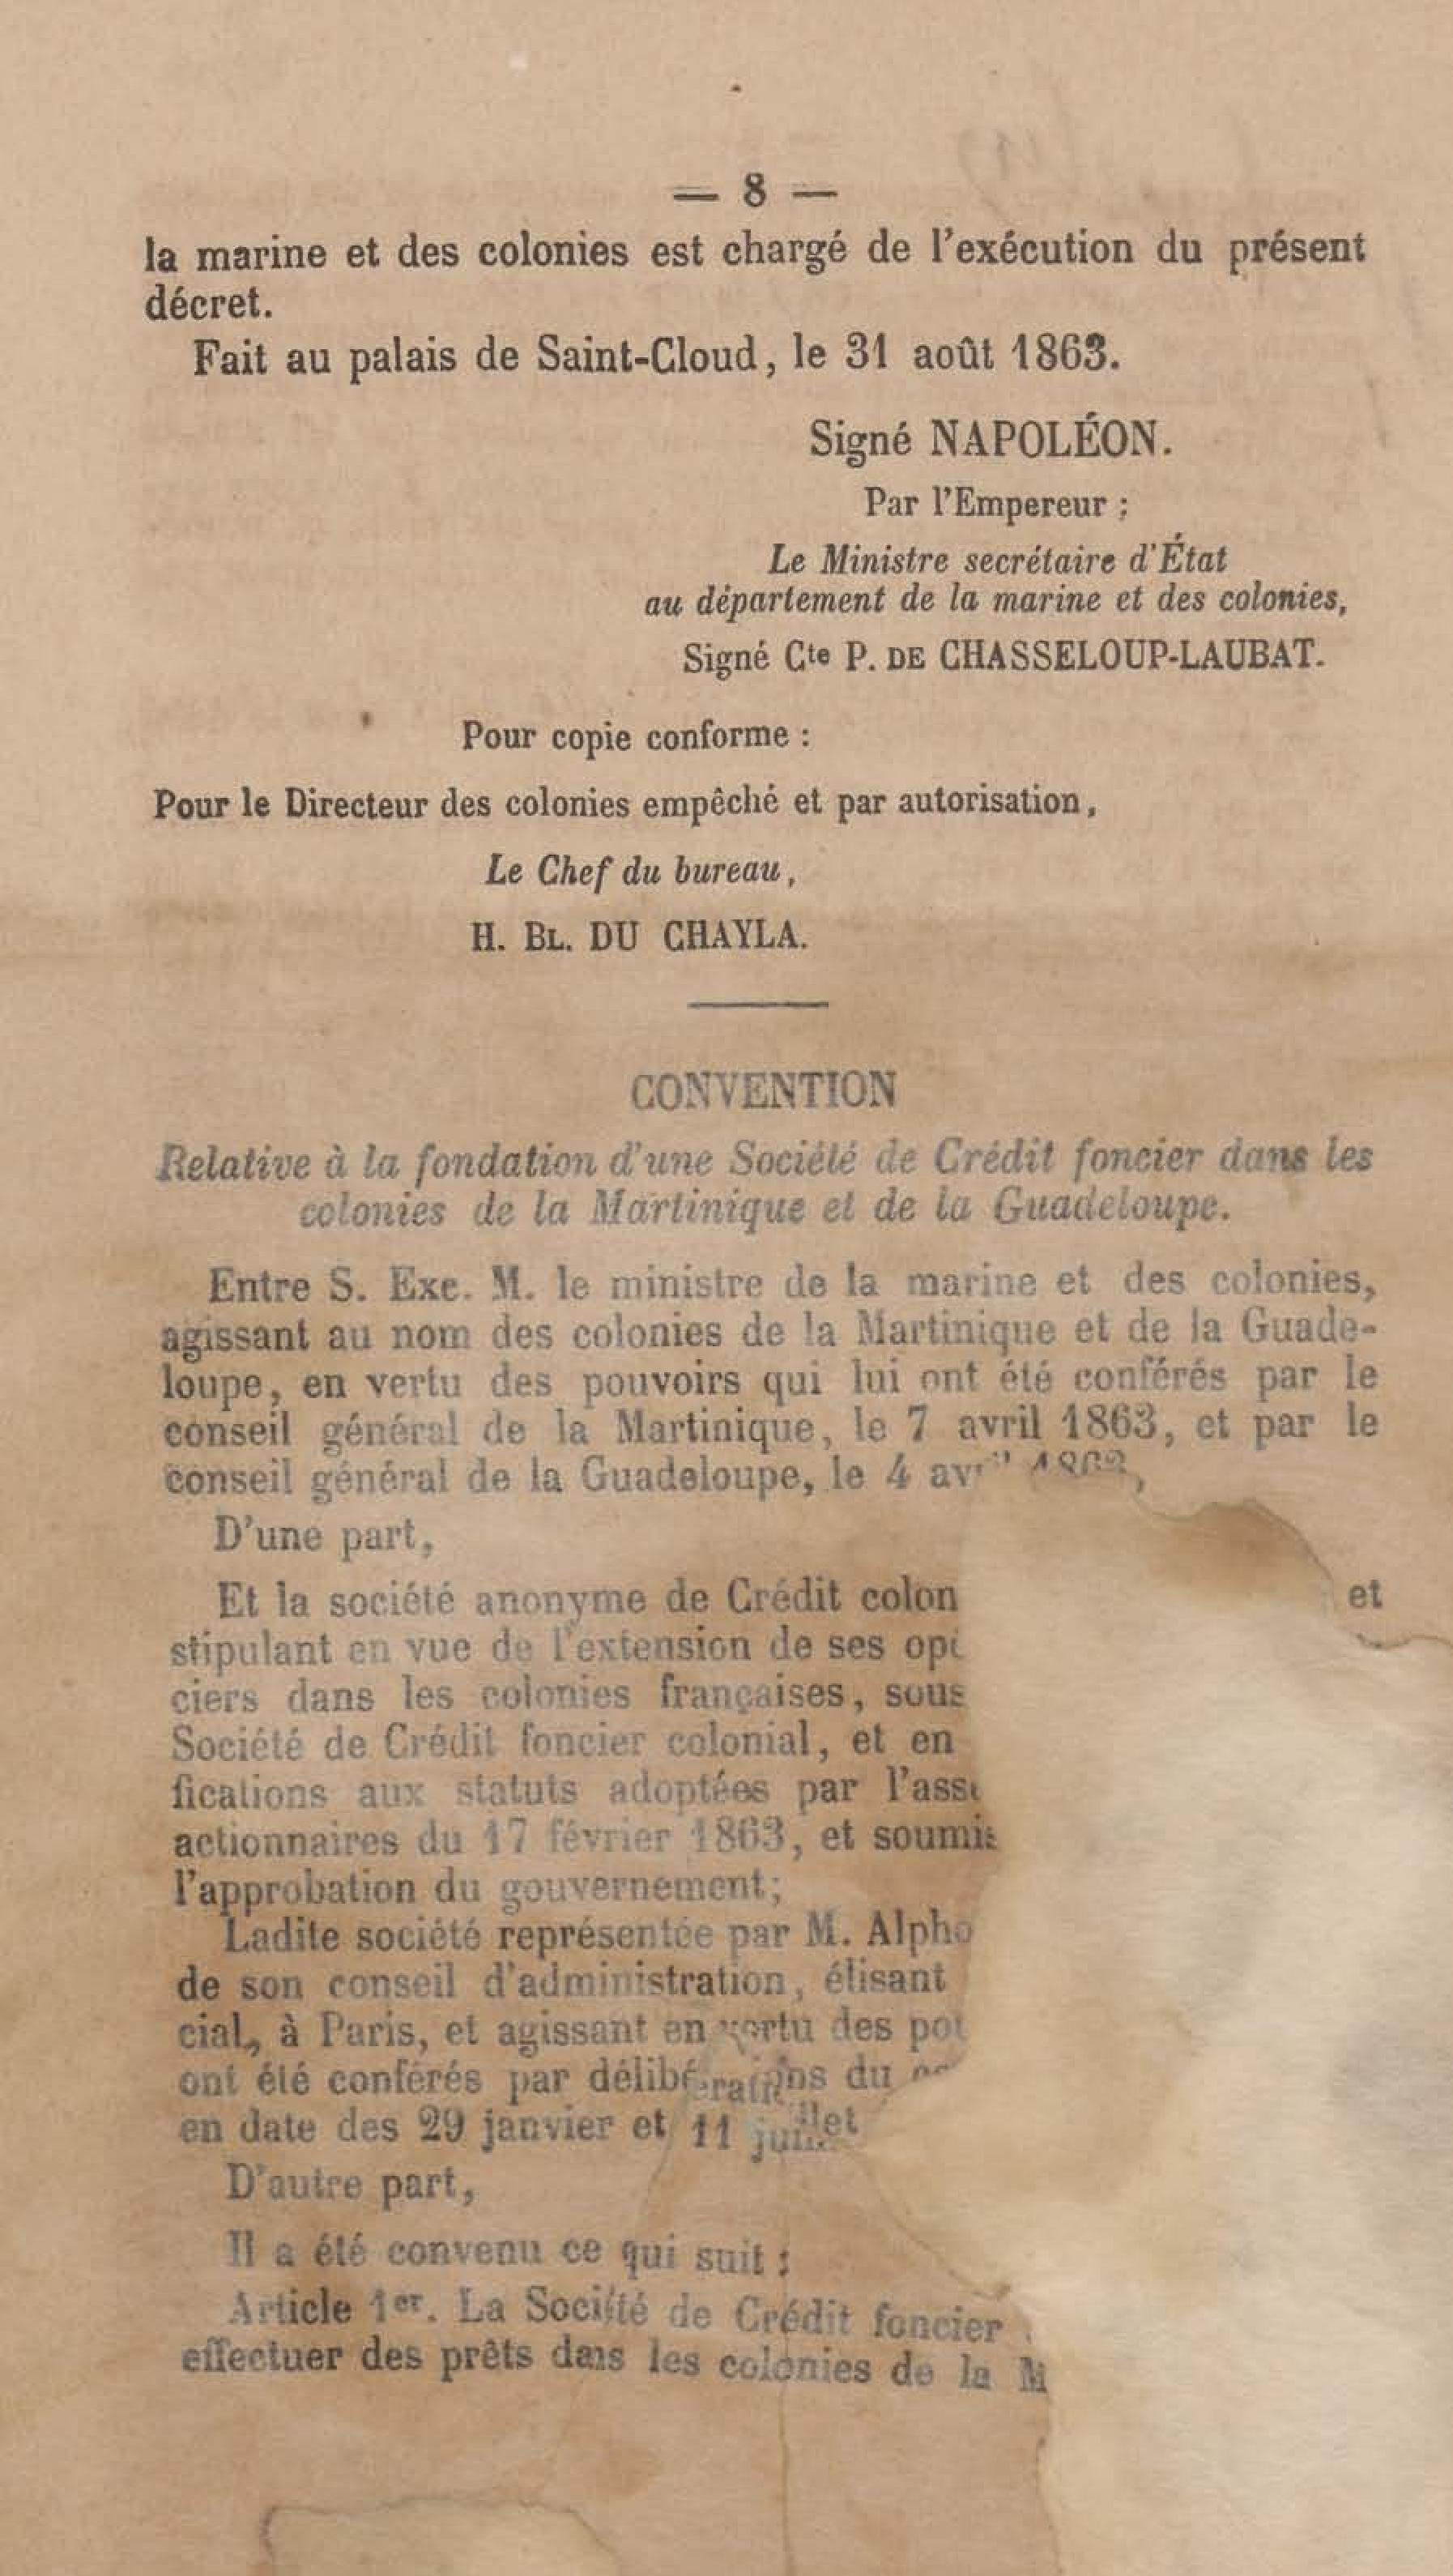 — 8 —
la marine et des colonies est chargé de l'exécution du présent
décret.
Fait au palais de Saint-Cloud, le 31 août 1863.
Signé NAPOLÉON.
Par l'Empereur :
Le Ministre secrétaire d'État
au département de la marine et des colonies,
Signé Cte P. DE CHASSELOUP-LAUBAT.
Pour copie conforme :
Pour le Directeur des colonies empêché et par autorisation,
Le Chef du bureau,
H. BL. DU CHAYLA.
CONVENTION
Relative à la fondation d'une Société de Crédit foncier dans les
colonies de la Martinique et de la Guadeloupe.
Entre S. Exc. M. le ministre de la marine et des colonies,
agissant au nom des colonies de la Martinique et de la Guade-
loupe, en vertu des pouvoirs qui lui ont été conférés par le
conseil général de la Martinique, le 7 avril 1863, et par le
conseil général de la Guadeloupe, le 4
D'une part,
Et la société anonyme de Crédit colon et
stipulant en vue de l'extension de ses
ciers dans les colonies françaises, sous
Société de Crédit foncier colonial, et en
fications aux statuts adoptées par
actionnaires du 17 février 1863, et
l'approbation du gouvernement;
Ladite société représentée par M. Alpho
de son conseil d'administration, élisant
cial, à Paris, et agissant en vertu des
ont été conférés par délibérations du
en date des 29 janvier et 11 juillet
D'autre part,
Il a été convenu ce qui suit :
Article 1er. La Société de Crédit foncier
effectuer des prêts dans les colonies de la M